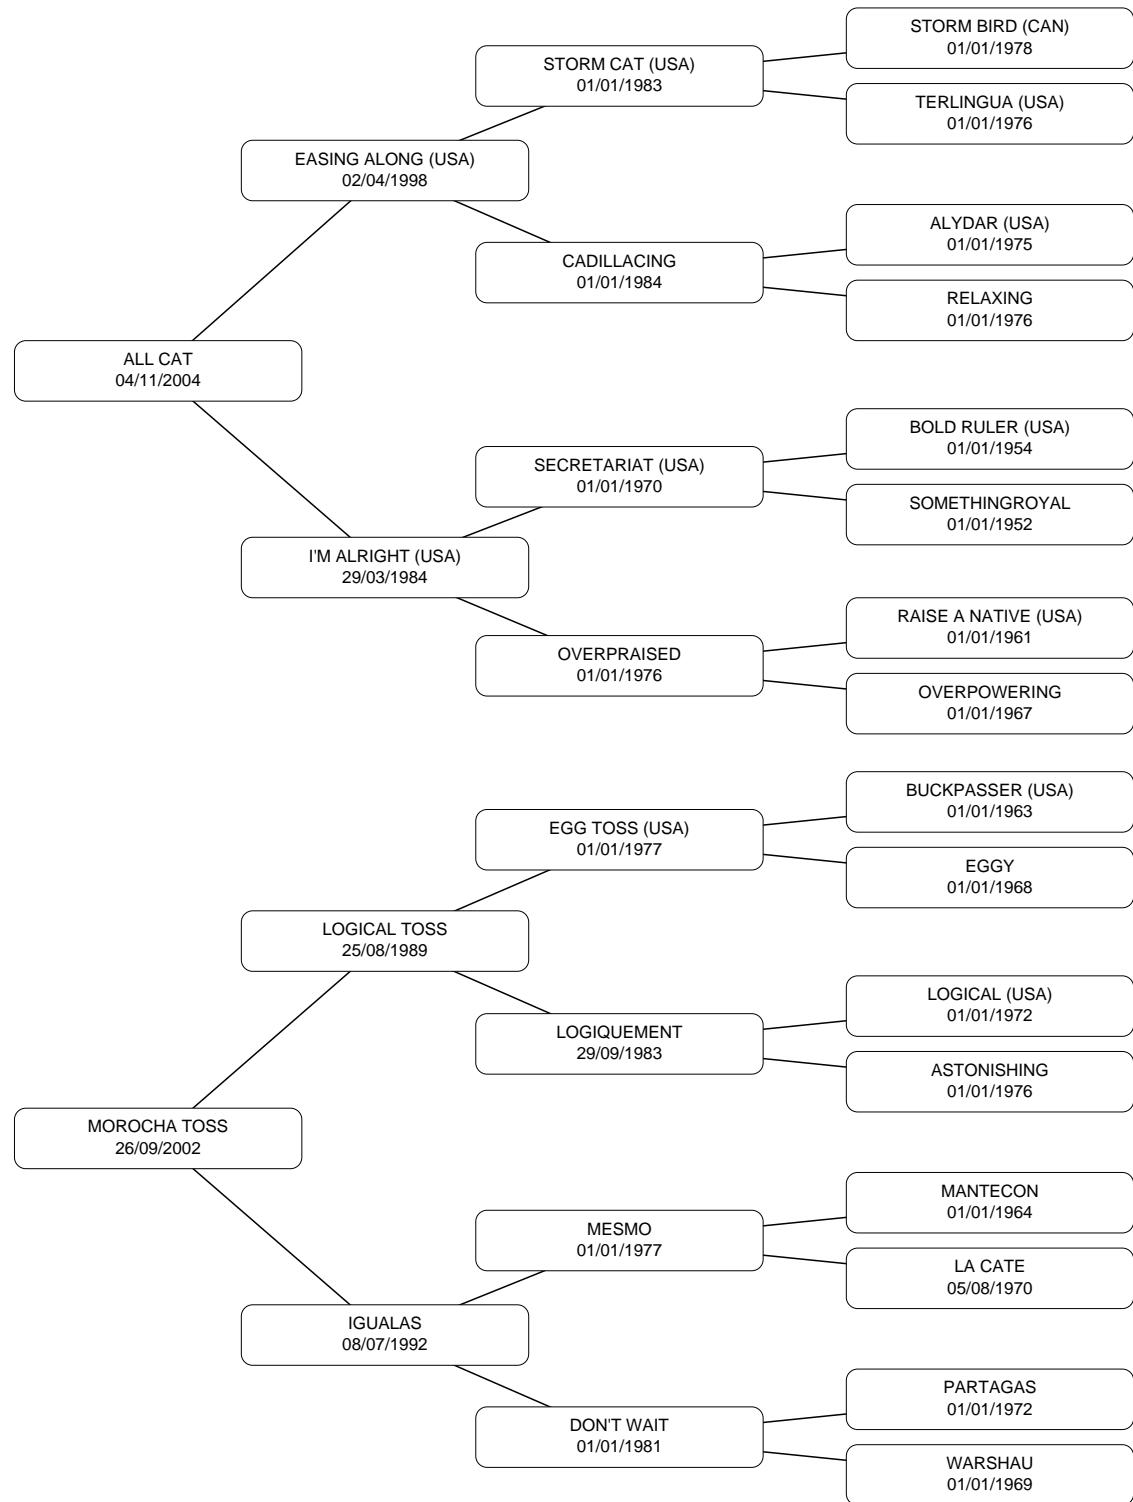 STORM BIRD (CAN)
01/01/1978
STORM CAT (USA)
01/01/1983
TERLINGUA (USA)
01/01/1976
EASING ALONG (USA)
02/04/1998
ALYDAR (USA)
01/01/1975
CADILLACING
01/01/1984
RELAXING
01/01/1976
ALL CAT
04/11/2004
BOLD RULER (USA)
01/01/1954
SECRETARIAT (USA)
01/01/1970
SOMETHINGROYAL
01/01/1952
I'M ALRIGHT (USA)
29/03/1984
RAISE A NATIVE (USA)
01/01/1961
OVERPRAISED
01/01/1976
OVERPOWERING
01/01/1967
BUCKPASSER (USA)
01/01/1963
EGG TOSS (USA)
01/01/1977
EGGY
01/01/1968
LOGICAL TOSS
25/08/1989
LOGICAL (USA)
01/01/1972
LOGIQUEMENT
29/09/1983
ASTONISHING
01/01/1976
MOROCHA TOSS
26/09/2002
MANTECON
01/01/1964
MESMO
01/01/1977
LA CATE
05/08/1970
IGUALAS
08/07/1992
PARTAGAS
01/01/1972
DON'T WAIT
01/01/1981
WARSHAU
01/01/1969